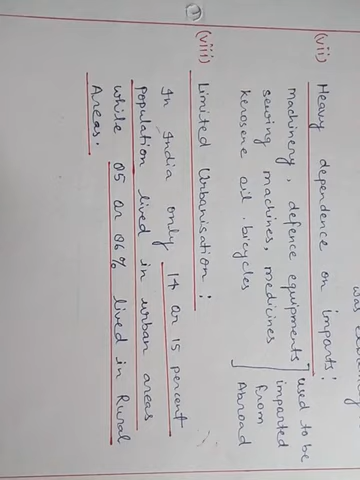 was
(vii) Heavy dependence on imports:
machinery, defence equipments
sewing machines, medicines
kerosene oil. bicycles
used to be
imported
from
Abroad
(viii) Limited Urbanisation:
In India only 14 or 15 percent
population lived in urban areas
while 85 or 86% lived in Rural
Areas.